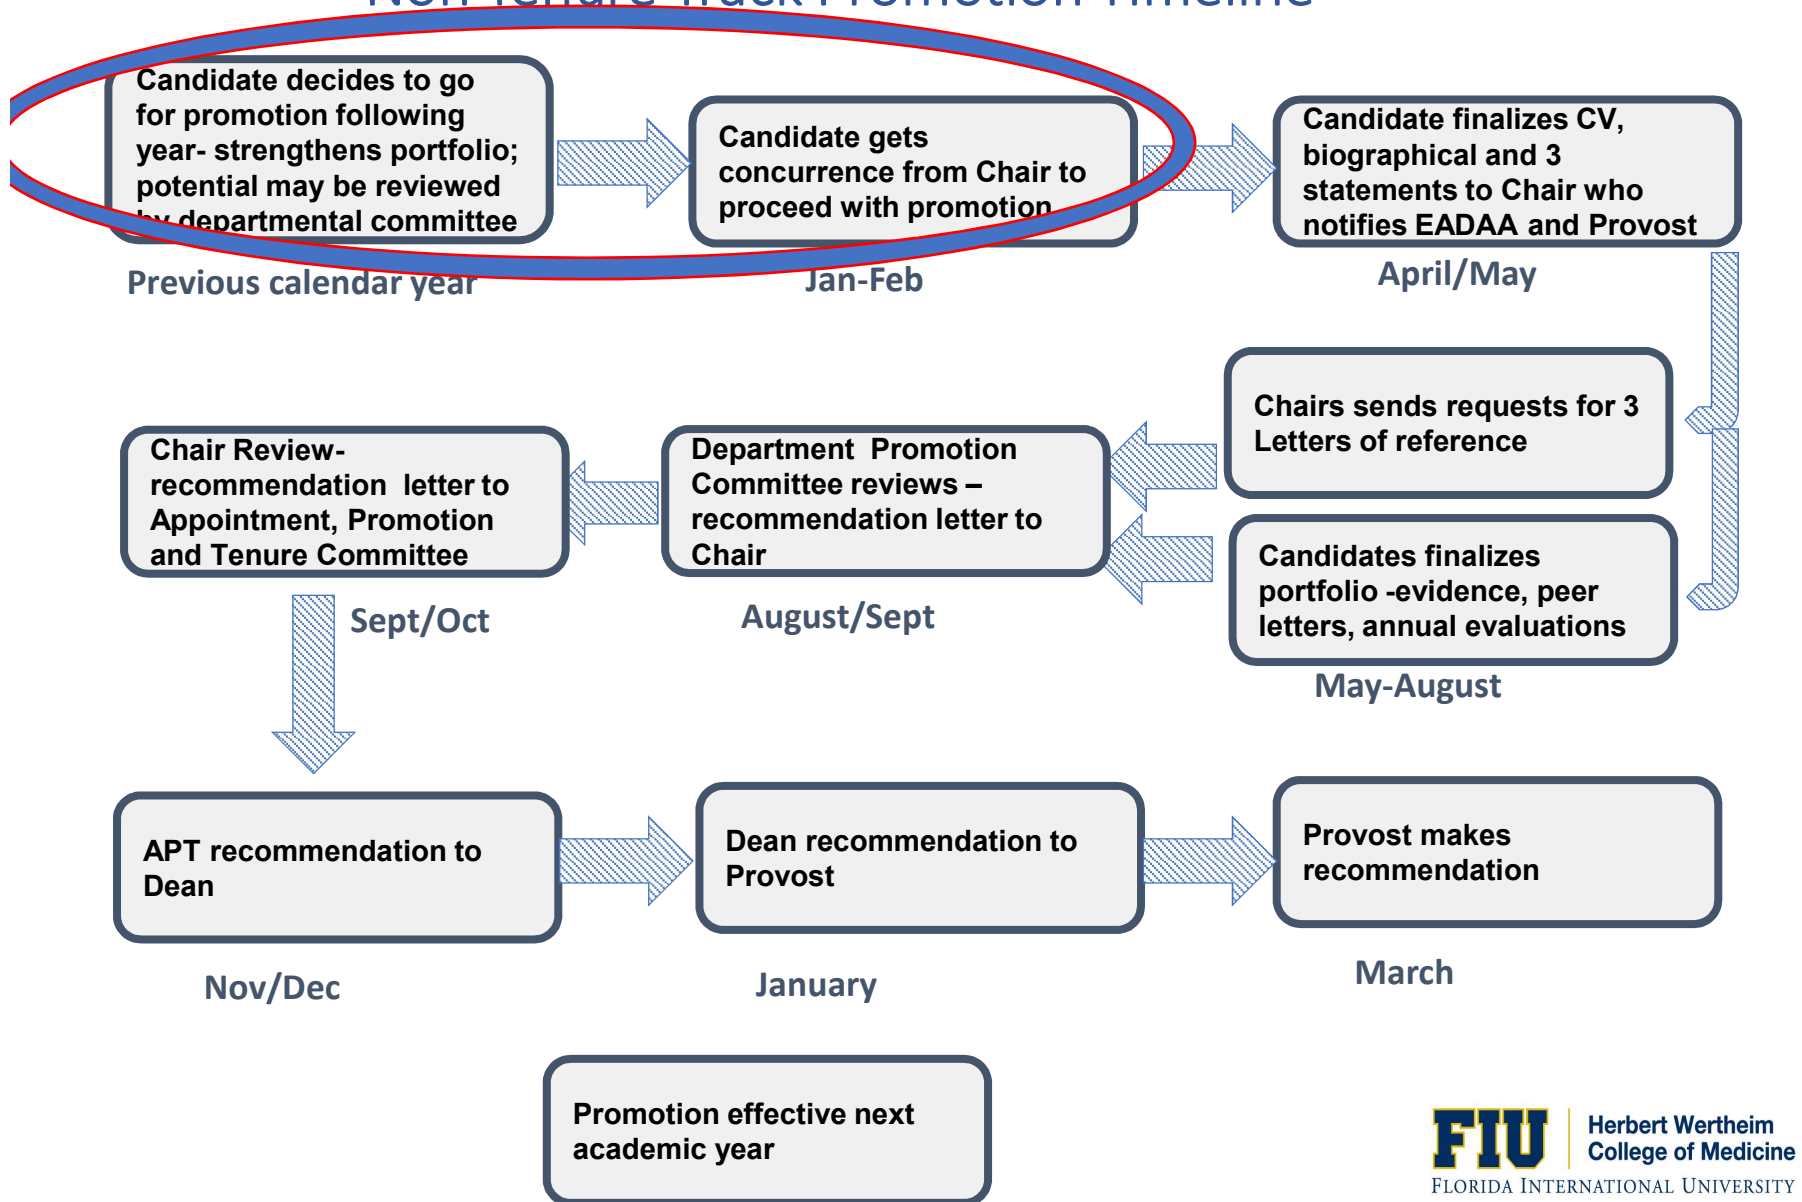 Non Tenure Track Promotion Timeline
Candidate decides to go
for promotion following
year- strengthens portfolio;
potential may be reviewed
by departmental committee
Previous calendar year
Candidate gets
concurrence from Chair to
proceed with promotion
Jan-Feb
Candidate finalizes CV,
biographical and 3
statements to Chair who
notifies EADAA and Provost
April/May
Chairs sends requests for 3
Letters of reference
Candidates finalizes
portfolio -evidence, peer
letters, annual evaluations
May-August
Department Promotion
Committee reviews –
recommendation letter to
Chair
August/Sept
Chair Review-
recommendation letter to
Appointment, Promotion
and Tenure Committee
Sept/Oct
APT recommendation to
Dean
Nov/Dec
Dean recommendation to
Provost
January
Provost makes
recommendation
March
Promotion effective next
academic year
FIU
Herbert Wertheim
College of Medicine
FLORIDA INTERNATIONAL UNIVERSITY